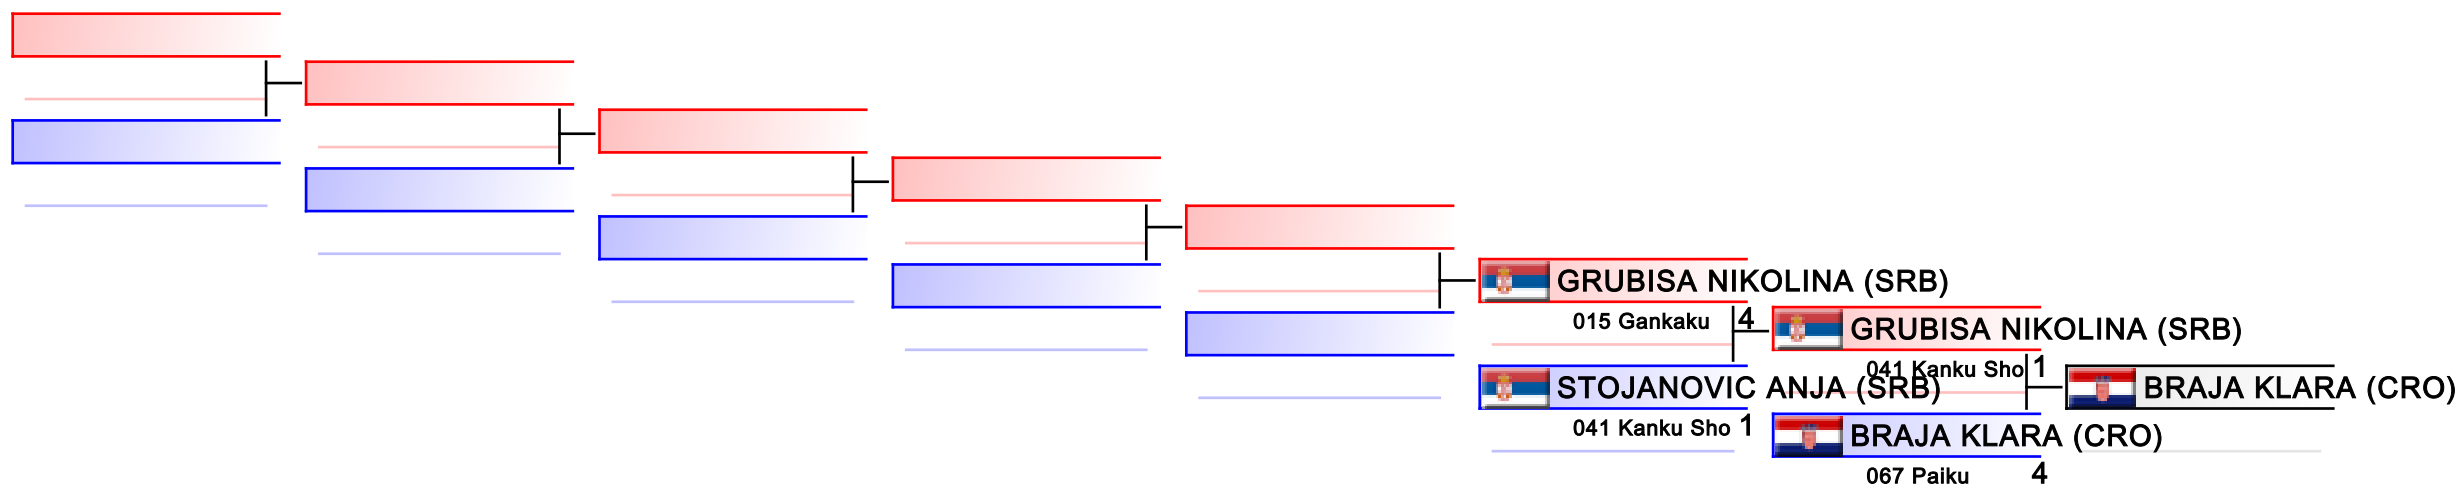 GRUBISA NIKOLINA (SRB)
015 Gankaku 4
STOJANOVIC ANJA (SRB)
041 Kanku Sho 1
GRUBISA NIKOLINA (SRB)
041 Kanku Sho 1
BRAJA KLARA (CRO)
067 Paiku 4
BRAJA KLARA (CRO)